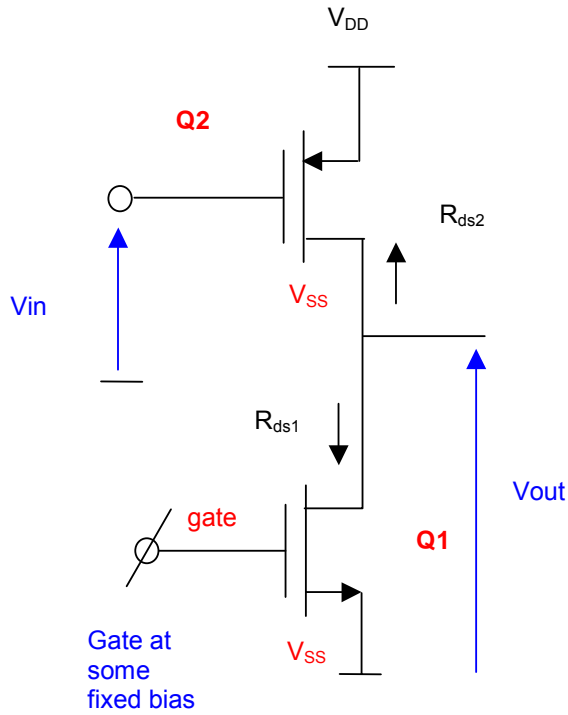 VDD
Q2
Rds2
VSS
Vin
Rds1
Vout
gate
Q1
Gate at
some
fixed bias
VSS